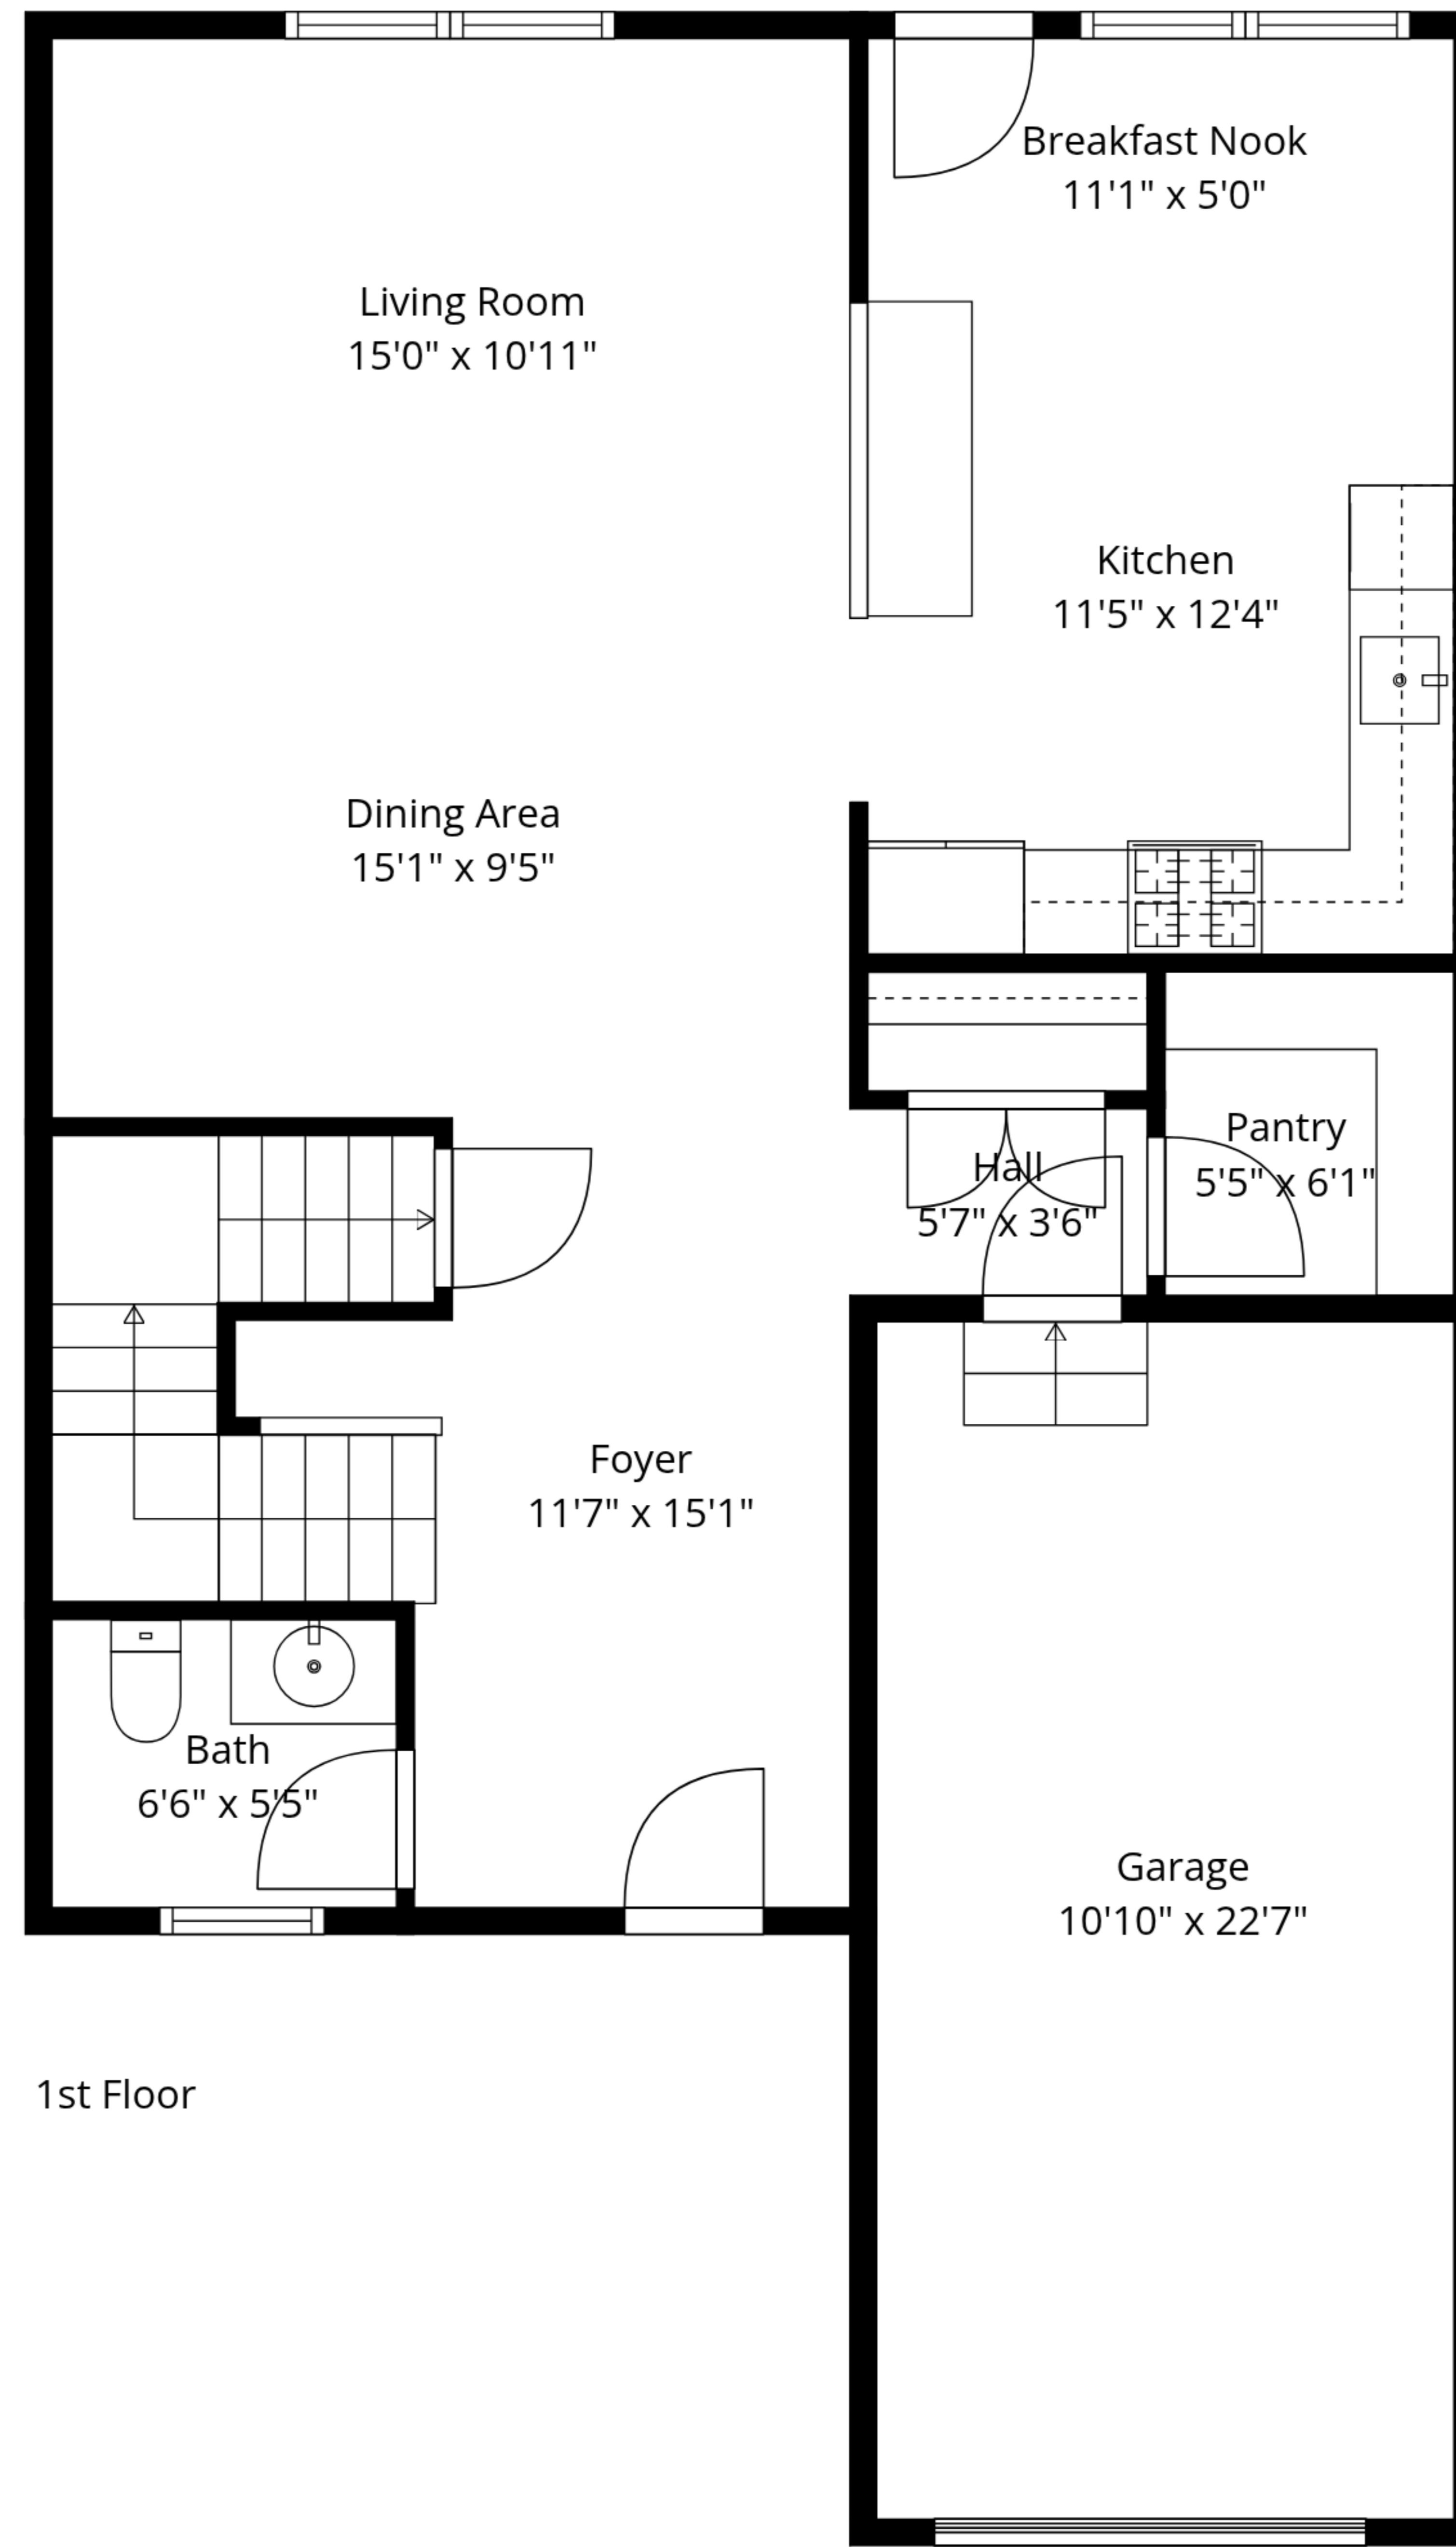 Breakfast Nook
11'1" x 5'0"
Living Room
15'0" x 10'11"
Kitchen
11'5" x 12'4"
Dining Area
15'1" x 9'5"
Pantry
5'5" x 6'1"
Hall
5'7" x 3'6"
Foyer
11'7" x 15'1"
Bath
6'6" x 5'5"
Garage
10'10" x 22'7"
1st Floor